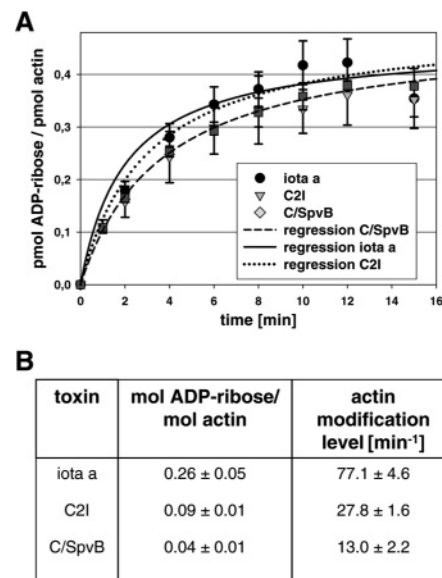 A
pmol ADP-ribose / pmol actin
0,4
0,3
0,2
0,1
0,0
iota a
C2I
C/SpvB
regression C/SpvB
regression iota a
regression C2I
0 2 4 6 8 10 12 14 16
time [min]
B
toxin mol ADP-ribose/ mol actin actin modification level [min⁻¹]
iota a 0.26 ± 0.05 77.1 ± 4.6
C2I 0.09 ± 0.01 27.8 ± 1.6
C/SpvB 0.04 ± 0.01 13.0 ± 2.2